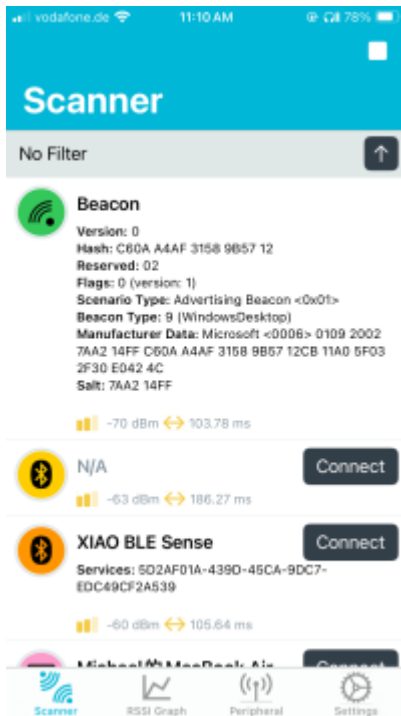 vodafone.de 11:10 AM 78%
Scanner
No Filter
Beacon
Version: 0
Hash: C60A A4AF 3158 9B57 12
Reserved: 02
Flags: 0 (version: 1)
Scenario Type: Advertising Beacon <0x01>
Beacon Type: 9 (WindowsDesktop)
Manufacturer Data: Microsoft <0006> 0109 2002
7AA2 14FF C60A A4AF 3158 9B57 12CB 11A0 5F03
2F30 E042 4C
Salt: 7AA2 14FF
-70 dBm 103.78 ms
N/A Connect
-63 dBm 186.27 ms
XIAO BLE Sense Connect
Services: 5D2AF01A-439D-45CA-9DC7-
EDC49CF2A539
-60 dBm 105.64 ms
MacBook Air Connect
Scanner RSSI Graph Peripheral Settings